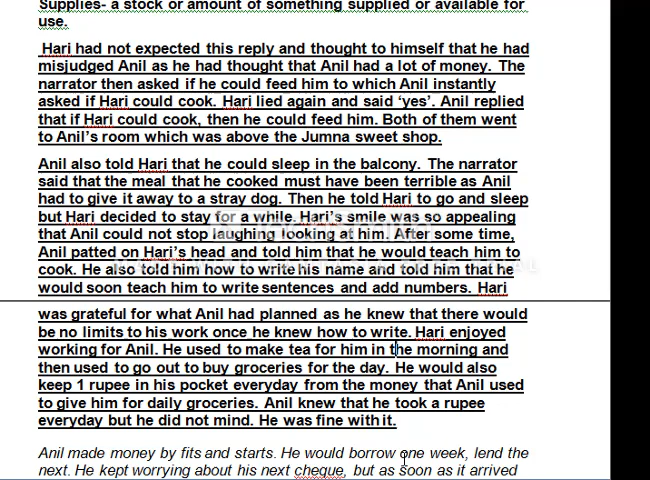 Supplies- a stock or amount of something supplied or available for
use.
Hari had not expected this reply and thought to himself that he had
misjudged Anil as he had thought that Anil had a lot of money. The
narrator then asked if he could feed him to which Anil instantly
asked if Hari could cook. Hari lied again and said ‘yes’. Anil replied
that if Hari could cook, then he could feed him. Both of them went
to Anil’s room which was above the Jumna sweet shop.
Anil also told Hari that he could sleep in the balcony. The narrator
said that the meal that he cooked must have been terrible as Anil
had to give it away to a stray dog. Then he told Hari to go and sleep
but Hari decided to stay for a while. Hari’s smile was so appealing
that Anil could not stop laughing looking at him. After some time,
Anil patted on Hari’s head and told him that he would teach him to
cook. He also told him how to write his name and told him that he
would soon teach him to write sentences and add numbers. Hari
was grateful for what Anil had planned as he knew that there would
be no limits to his work once he knew how to write. Hari enjoyed
working for Anil. He used to make tea for him in the morning and
then used to go out to buy groceries for the day. He would also
keep 1 rupee in his pocket everyday from the money that Anil used
to give him for daily groceries. Anil knew that he took a rupee
everyday but he did not mind. He was fine with it.
Anil made money by fits and starts. He would borrow one week, lend the
next. He kept worrying about his next cheque, but as soon as it arrived